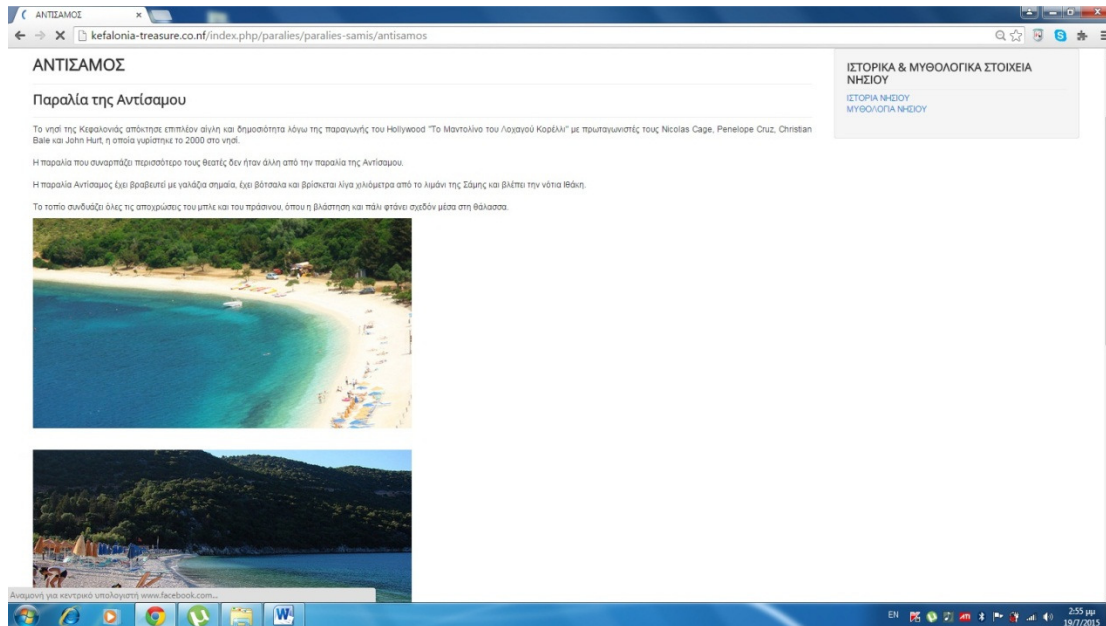 ΑΝΤΙΣΑΜΟΣ
kefalonia-treasure.co.nf/index.php/paralies/paralies-samis/antisamos
ΑΝΤΙΣΑΜΟΣ
Παραλία της Αντίσαμου
Το νησί της Κεφαλονιάς απόκτησε επιπλέον αίγλη και δημοσιότητα λόγω της παραγωγής του Hollywood "Το Μαντολίνο του Λοχαγού Κορέλλι" με πρωταγωνιστές τους Nicolas Cage, Penelope Cruz, Christian
Bale και John Hurt, η οποία γυρίστηκε το 2000 στο νησί.
Η παραλία που συναρπάζει περισσότερο τους θεατές δεν ήταν άλλη από την παραλία της Αντίσαμου.
Η παραλία Αντίσαμος έχει βραβευτεί με γαλάζια σημαία, έχει βότσαλα και βρίσκεται λίγα χιλιόμετρα από το λιμάνι της Σάμης και βλέπει την νότια Ιθάκη.
Το τοπίο συνδυάζει όλες τις αποχρώσεις του μπλε και του πράσινου, όπου η βλάστηση και πάλι φτάνει σχεδόν μέσα στη θάλασσα.
ΙΣΤΟΡΙΚΑ & ΜΥΘΟΛΟΓΙΚΑ ΣΤΟΙΧΕΙΑ
ΝΗΣΙΟΥ
ΙΣΤΟΡΙΑ ΝΗΣΙΟΥ
ΜΥΘΟΛΟΓΙΑ ΝΗΣΙΟΥ
Αναμονή για κεντρικό υπολογιστή www.facebook.com...
EN
2:55 μμ
19/7/2015